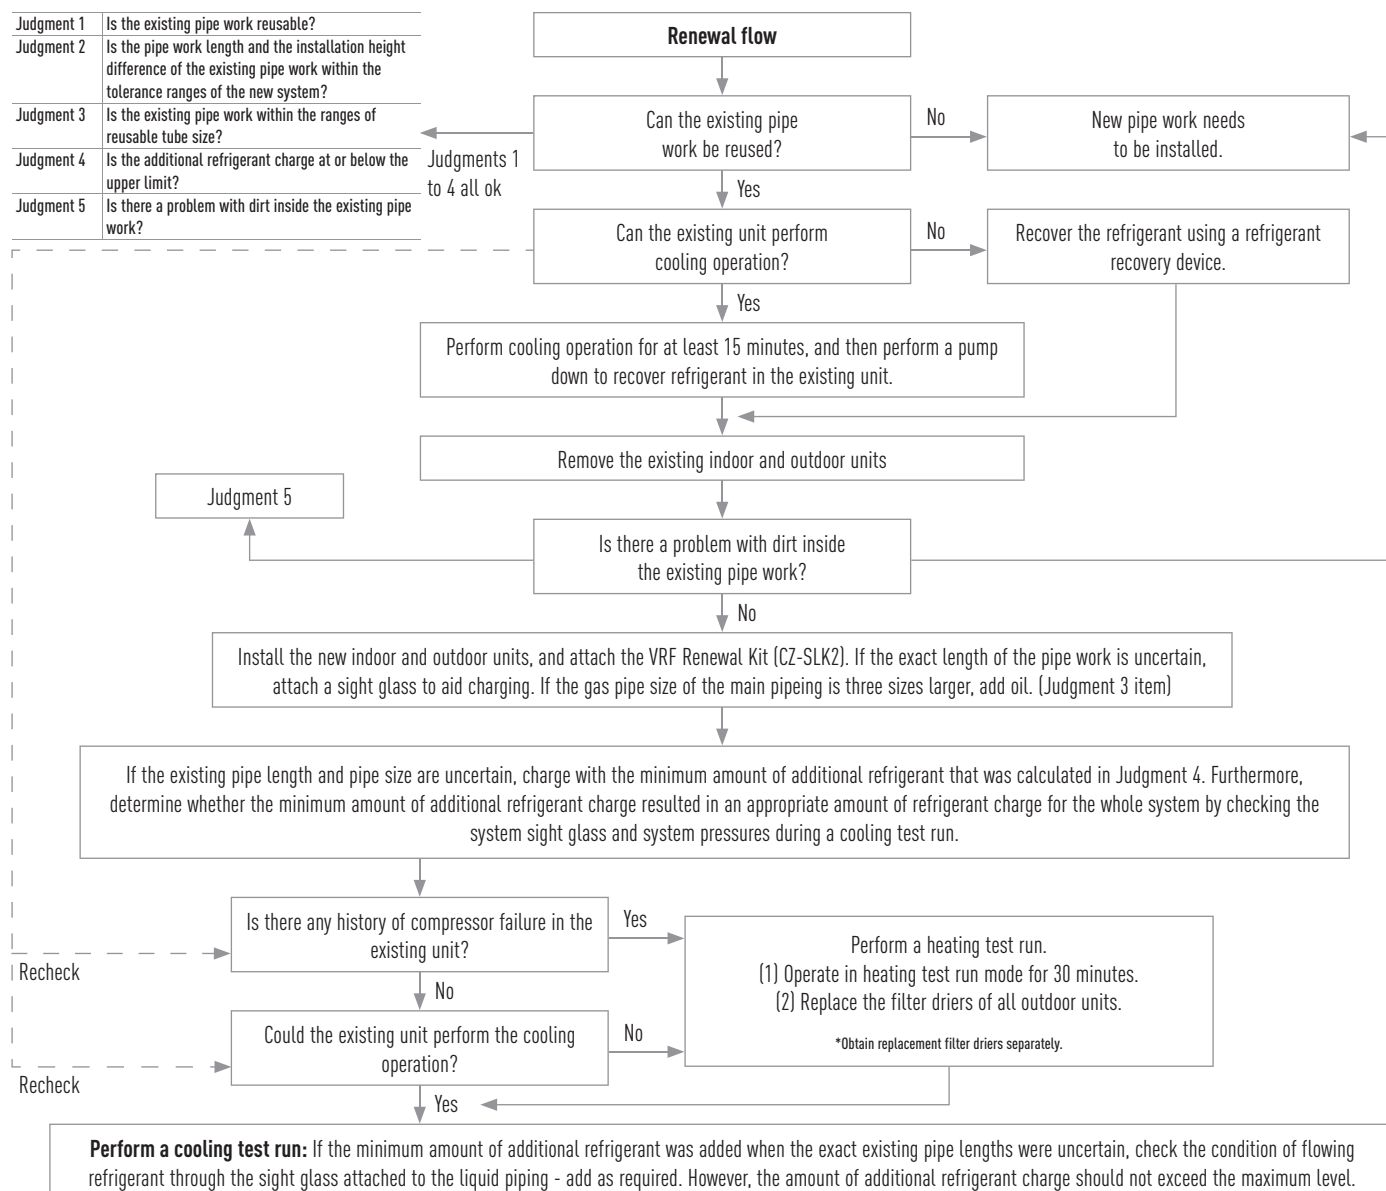 Judgment 1 Is the existing pipe work reusable?
Judgment 2 Is the pipe work length and the installation height
difference of the existing pipe work within the
tolerance ranges of the new system?
Judgment 3 Is the existing pipe work within the ranges of
reusable tube size?
Judgment 4 Is the additional refrigerant charge at or below the
upper limit?
Judgment 5 Is there a problem with dirt inside the existing pipe
work?
Renewal flow
Can the existing pipe
work be reused?
No
New pipe work needs
to be installed.
Judgments 1
to 4 all ok
Yes
Can the existing unit perform
cooling operation?
No
Recover the refrigerant using a refrigerant
recovery device.
Yes
Perform cooling operation for at least 15 minutes, and then perform a pump
down to recover refrigerant in the existing unit.
Remove the existing indoor and outdoor units
Judgment 5
Is there a problem with dirt inside
the existing pipe work?
No
Install the new indoor and outdoor units, and attach the VRF Renewal Kit (CZ-SLK2). If the exact length of the pipe work is uncertain,
attach a sight glass to aid charging. If the gas pipe size of the main pipeing is three sizes larger, add oil. (Judgment 3 item)
If the existing pipe length and pipe size are uncertain, charge with the minimum amount of additional refrigerant that was calculated in Judgment 4. Furthermore,
determine whether the minimum amount of additional refrigerant charge resulted in an appropriate amount of refrigerant charge for the whole system by checking the
system sight glass and system pressures during a cooling test run.
Is there any history of compressor failure in the
existing unit?
Yes
Recheck
No
Perform a heating test run.
(1) Operate in heating test run mode for 30 minutes.
(2) Replace the filter driers of all outdoor units.
*Obtain replacement filter driers separately.
Could the existing unit perform the cooling
operation?
No
Recheck
Yes
Perform a cooling test run: If the minimum amount of additional refrigerant was added when the exact existing pipe lengths were uncertain, check the condition of flowing
refrigerant through the sight glass attached to the liquid piping - add as required. However, the amount of additional refrigerant charge should not exceed the maximum level.